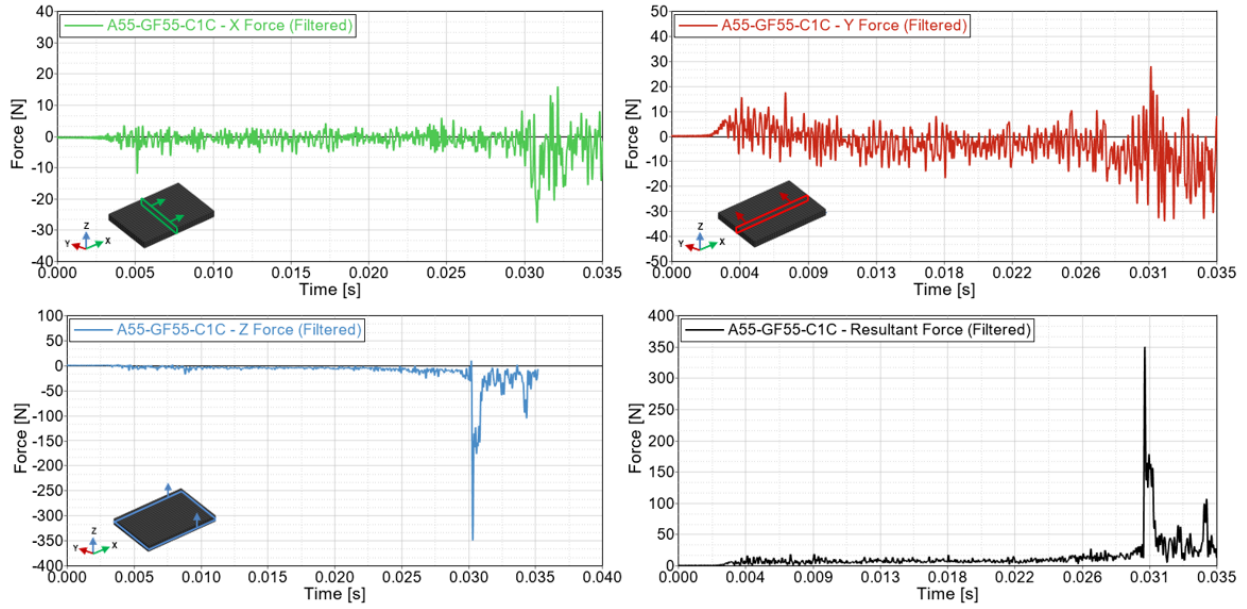 A55-GF55-C1C - X Force (Filtered)
Force [N]
40
30
20
10
0
-10
-20
-30
-40
Z
Y
X
0.000 0.005 0.010 0.015 0.020 0.025 0.030 0.035
Time [s]
A55-GF55-C1C - Y Force (Filtered)
Force [N]
50
40
30
20
10
0
-10
-20
-30
-40
-50
Z
Y
X
0.000 0.004 0.009 0.013 0.018 0.022 0.026 0.031 0.035
Time [s]
A55-GF55-C1C - Z Force (Filtered)
Force [N]
100
50
0
-50
-100
-150
-200
-250
-300
-350
-400
Z
Y
X
0.000 0.005 0.010 0.015 0.020 0.025 0.030 0.035 0.040
Time [s]
A55-GF55-C1C - Resultant Force (Filtered)
Force [N]
400
350
300
250
200
150
100
50
0
0.000 0.004 0.009 0.013 0.018 0.022 0.026 0.031 0.035
Time [s]